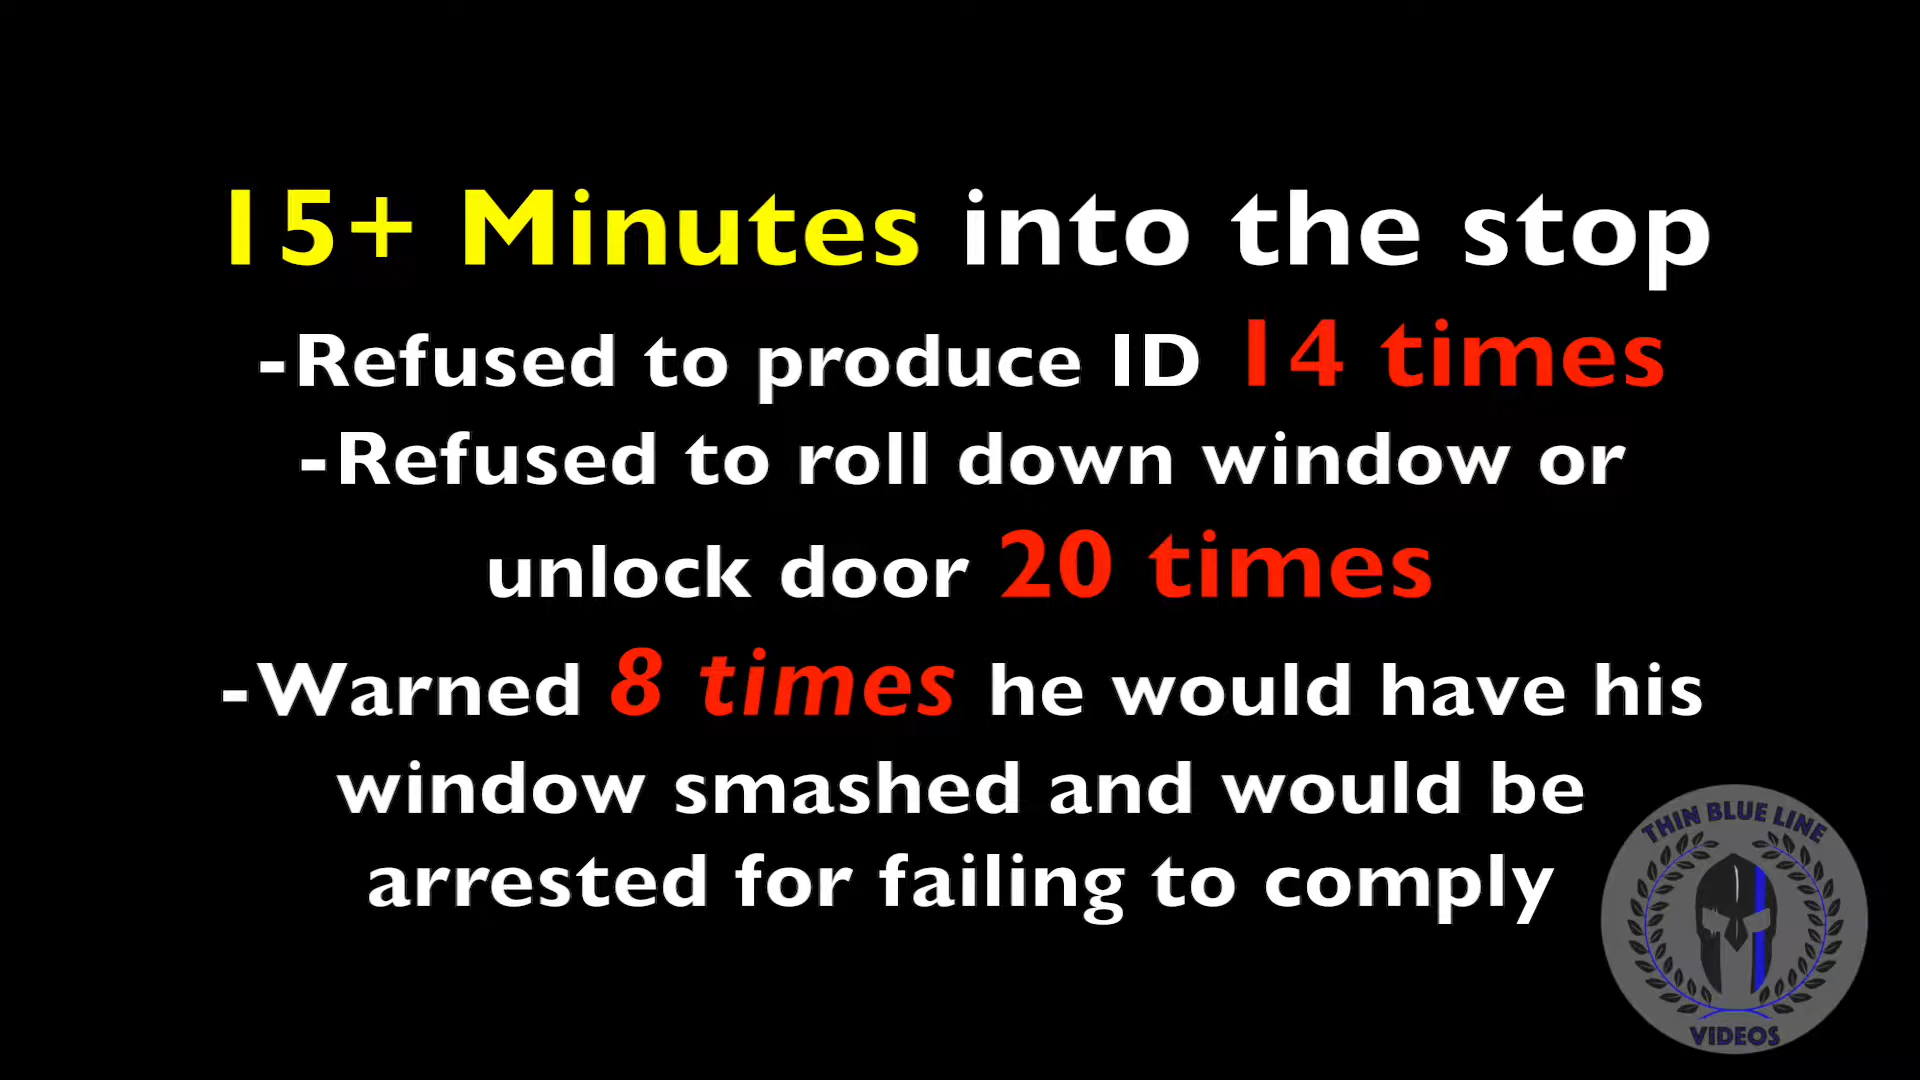 15+ Minutes into the stop
-Refused to produce ID 14 times
-Refused to roll down window or
unlock door 20 times
-Warned 8 times he would have his
window smashed and would be
arrested for failing to comply
THIN BLUE LINE
VIDEOS